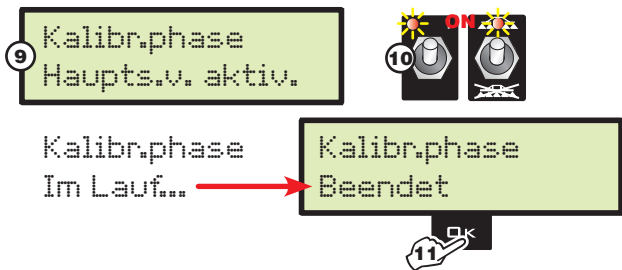 9
Kalibr.phase
Haupts.v. aktiv.
ON
10
Kalibr.phase
Im Lauf...
Kalibr.phase
Beendet
OK
11